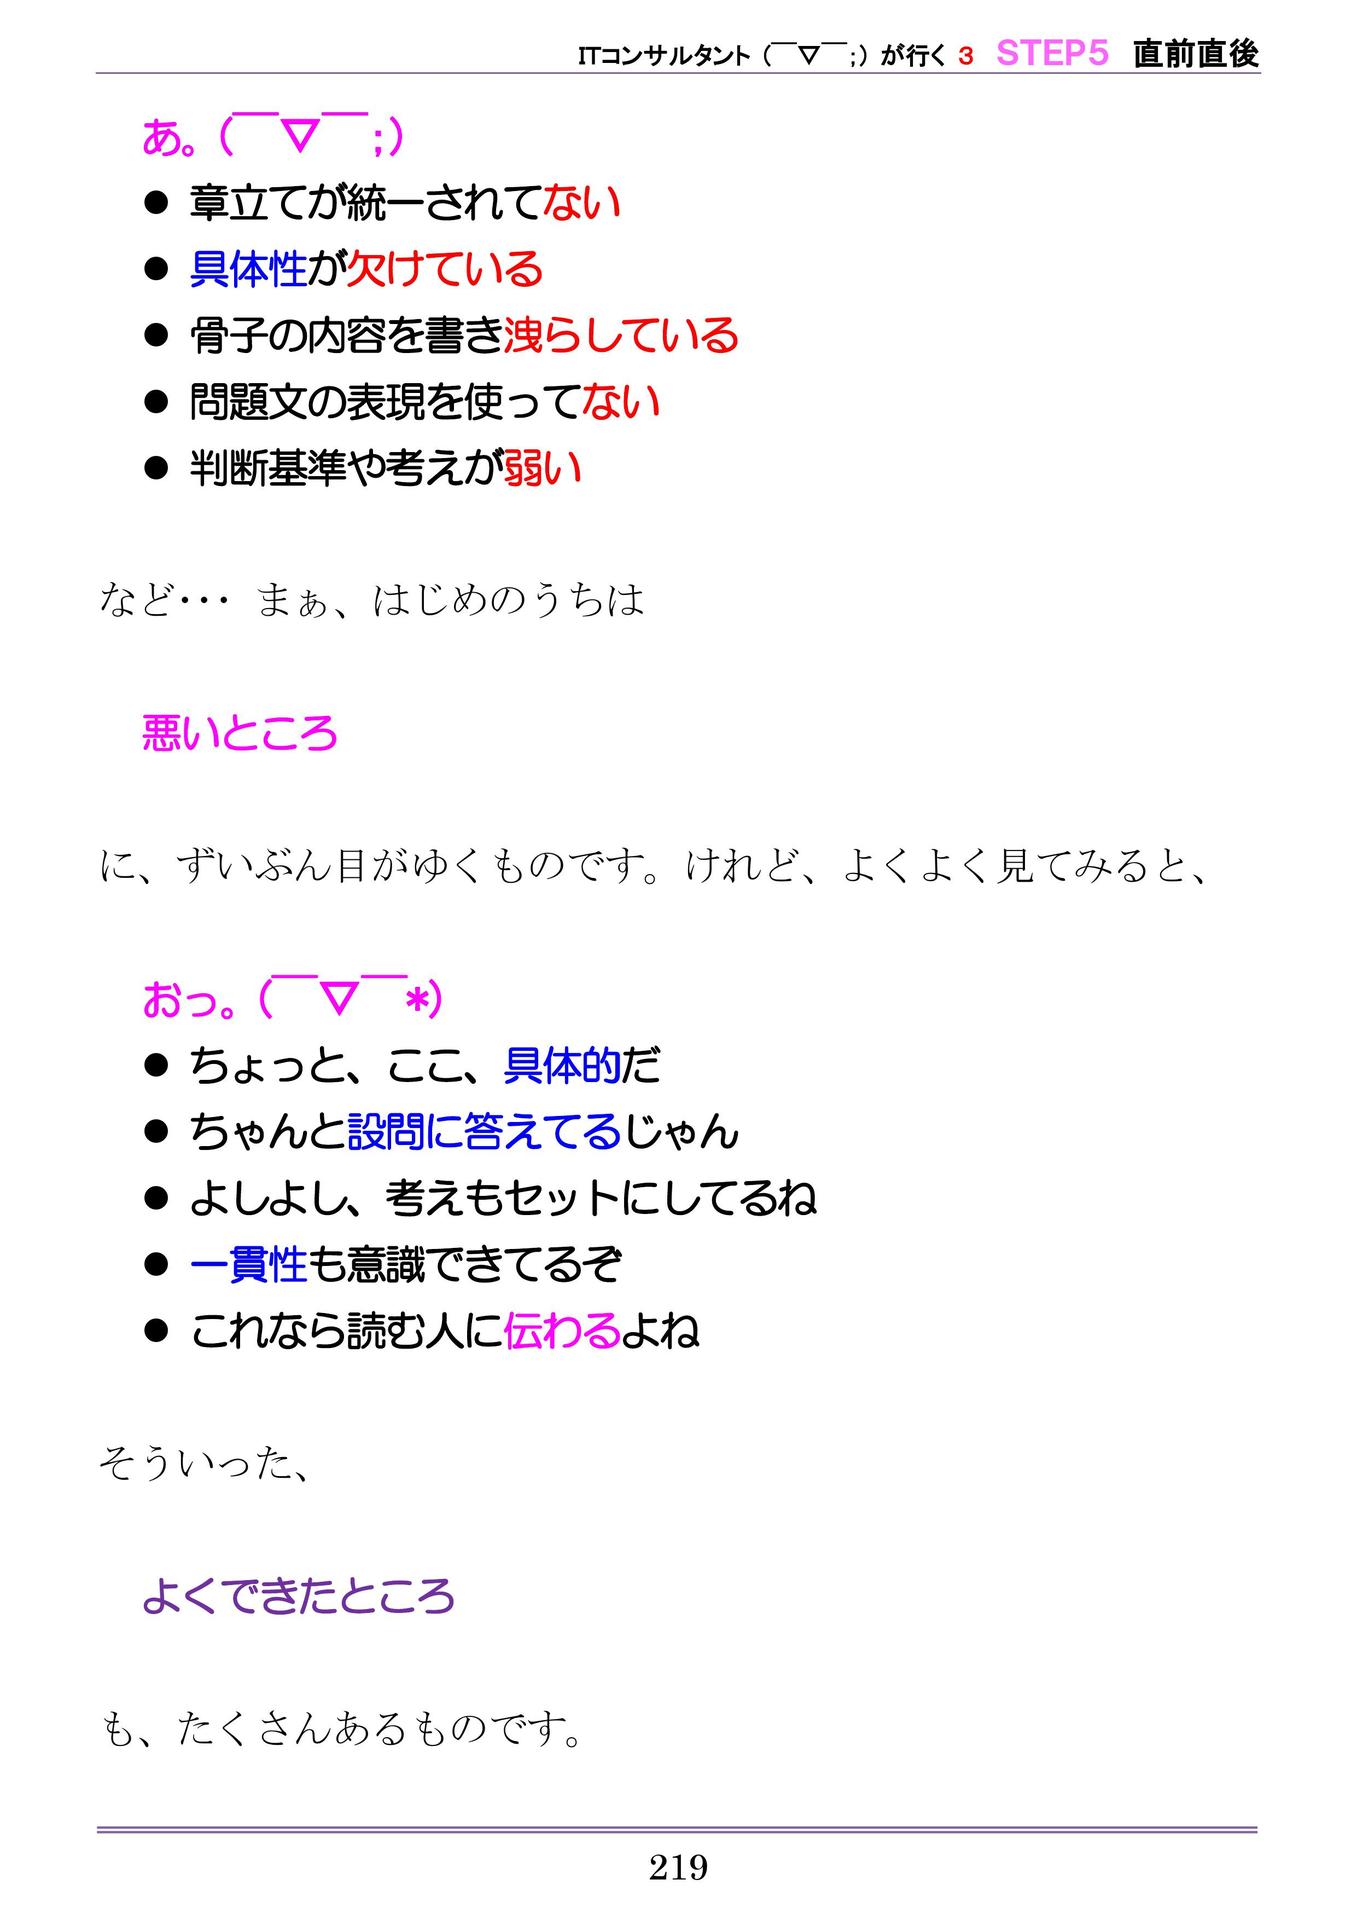 ITコンサルタント（￣▽￣；）が行く 3 STEP5 直前直後
あ。（￣▽￣；）
● 章立てが統一されてない
● 具体性が欠けている
● 骨子の内容を書き洩らしている
● 問題文の表現を使ってない
● 判断基準や考えが弱い
など･･･ まぁ、はじめのうちは
悪いところ
に、ずいぶん目がゆくものです。けれど、よくよく見てみると、
おっ。（￣▽￣*）
● ちょっと、ここ、具体的だ
● ちゃんと設問に答えてるじゃん
● よしよし、考えもセットにしてるね
● 一貫性も意識できてるぞ
● これなら読む人に伝わるよね
そういった、
よくできたところ
も、たくさんあるものです。
219